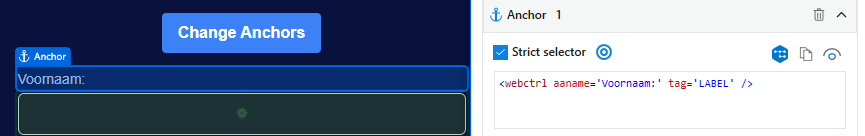 Change Anchors
Anchor
Voornaam:
Anchor 1
Strict selector
<webctrl aaname='Voornaam:' tag='LABEL' />